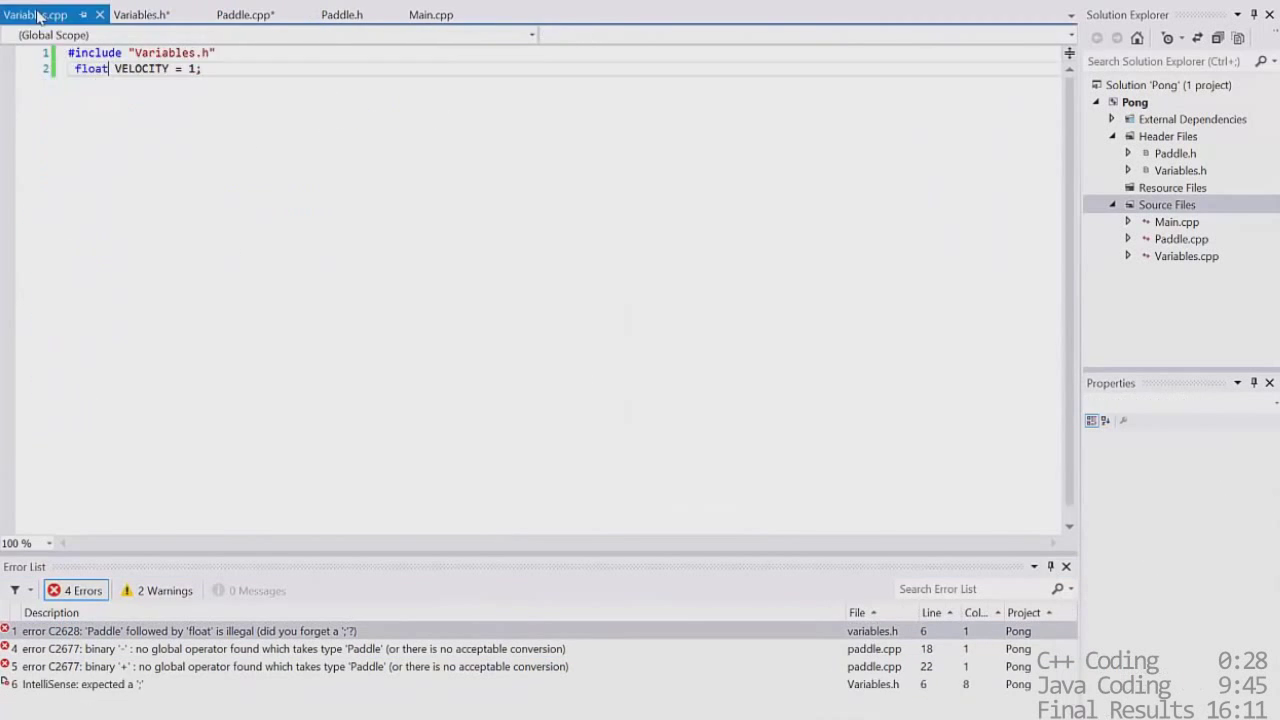 Variables.cpp
Variables.h*
Paddle.cpp*
Paddle.h
Main.cpp
(Global Scope)
1 #include "Variables.h"
2 float VELOCITY = 1;
100 %
Solution Explorer
Search Solution Explorer (Ctrl+;)
Solution 'Pong' (1 project)
Pong
External Dependencies
Header Files
Paddle.h
Variables.h
Resource Files
Source Files
Main.cpp
Paddle.cpp
Variables.cpp
Properties
Error List
4 Errors
2 Warnings
0 Messages
Search Error List
Description File Line Col... Project
1 error C2628: 'Paddle' followed by 'float' is illegal (did you forget a ';'?) variables.h 6 1 Pong
4 error C2677: binary '-' : no global operator found which takes type 'Paddle' (or there is no acceptable conversion) paddle.cpp 18 1 Pong
5 error C2677: binary '+' : no global operator found which takes type 'Paddle' (or there is no acceptable conversion) paddle.cpp 22 1 Pong
6 IntelliSense: expected a ';' Variables.h 6 8 Pong
C++ Coding 0:28
Java Coding 9:45
Final Results 16:11